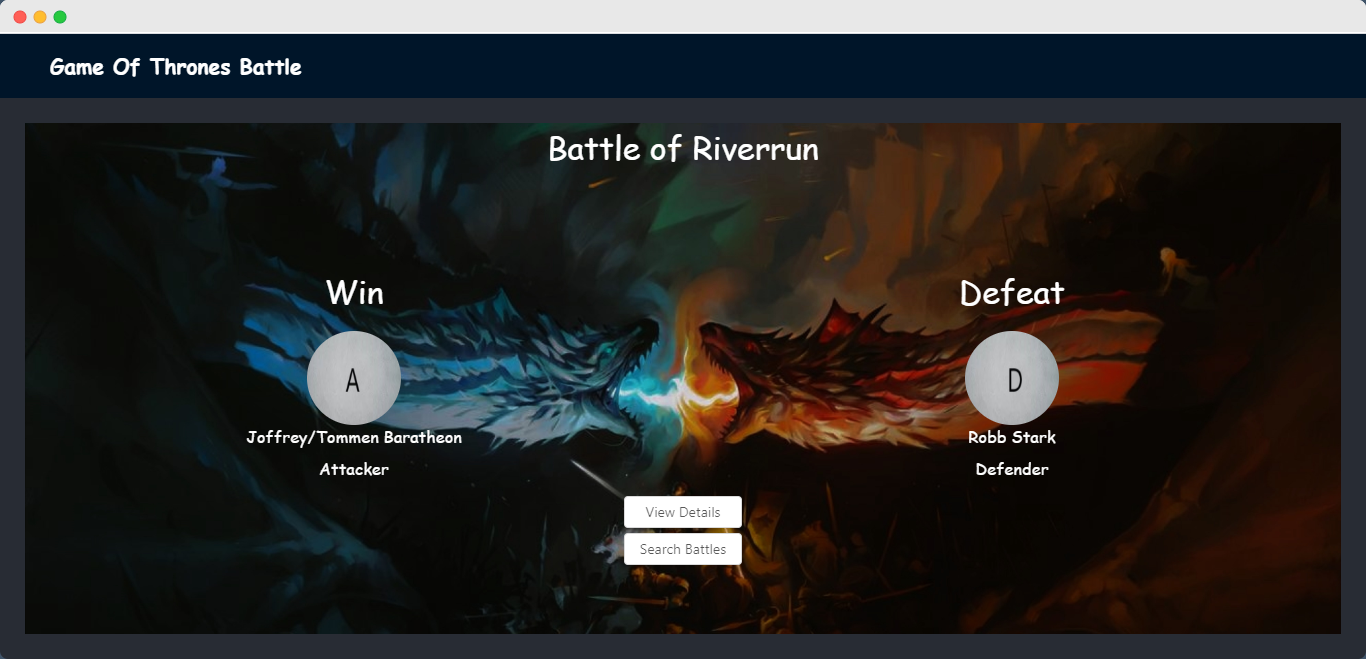 Game Of Thrones Battle
Battle of Riverrun
Win
Defeat
A
D
Joffrey/Tommen Baratheon
Robb Stark
Attacker
Defender
View Details
Search Battles